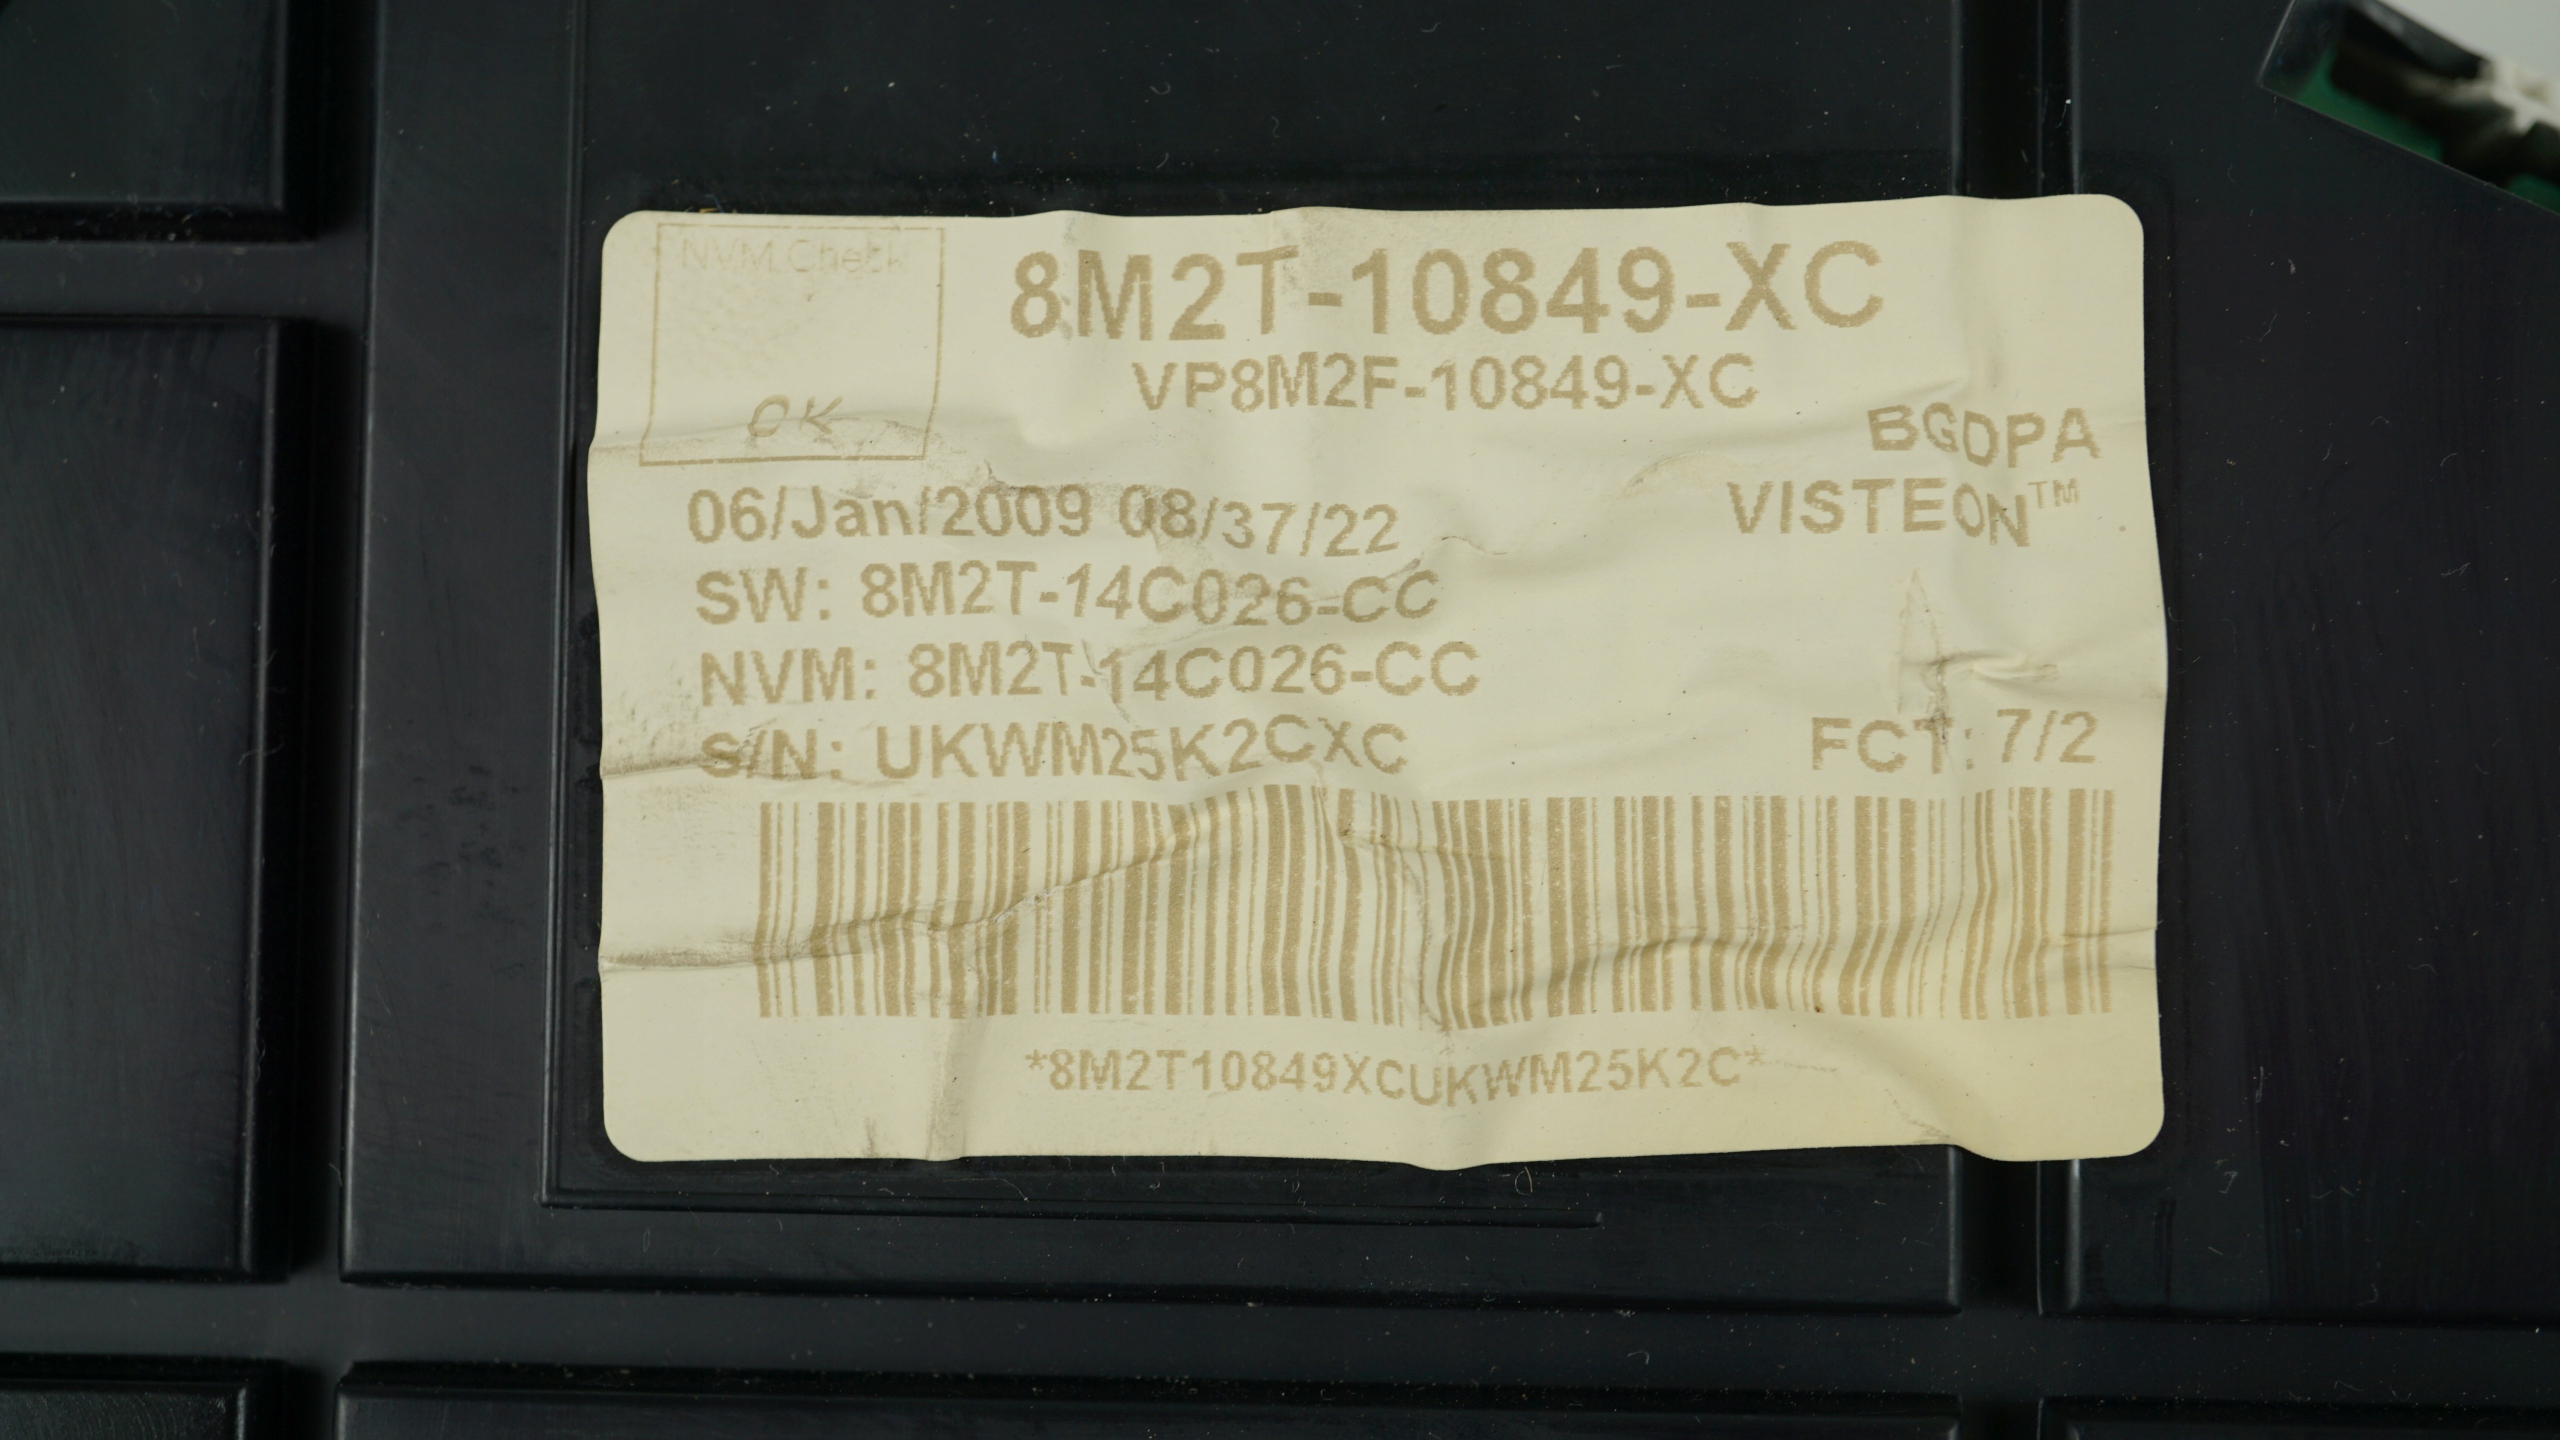 NVM Check
OK
8M2T-10849-XC
VP8M2F-10849-XC
BGDPA
VISTEON™
06/Jan/2009 08/37/22
SW: 8M2T-14C026-CC
NVM: 8M2T-14C026-CC
S/N: UKWM25K2CXC
FCT: 7/2
*8M2T10849XCUKWM25K2C*